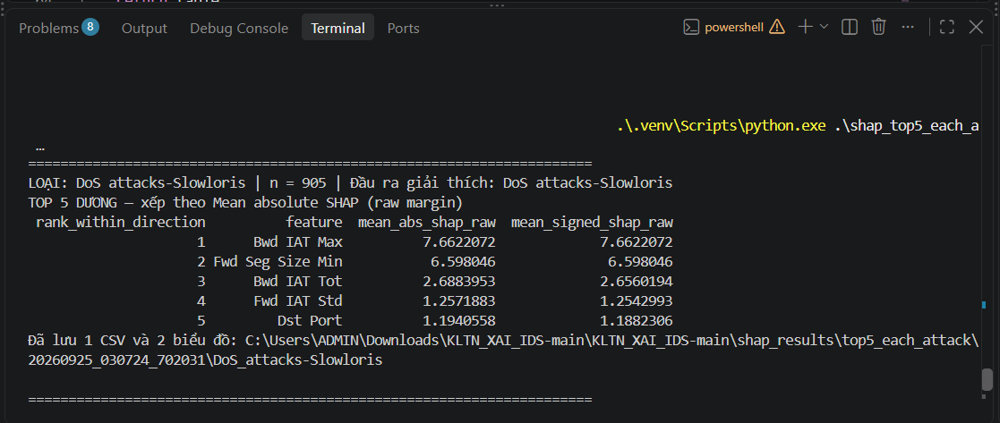 Problems 8 Output Debug Console Terminal Ports powershell
.\.venv\Scripts\python.exe .\shap_top5_each_a
…
======================================================================
LOẠI: DoS attacks-Slowloris | n = 905 | Đầu ra giải thích: DoS attacks-Slowloris
TOP 5 DƯƠNG — xếp theo Mean absolute SHAP (raw margin)
rank_within_direction feature mean_abs_shap_raw mean_signed_shap_raw
1 Bwd IAT Max 7.6622072 7.6622072
2 Fwd Seg Size Min 6.598046 6.598046
3 Bwd IAT Tot 2.6883953 2.6560194
4 Fwd IAT Std 1.2571883 1.2542993
5 Dst Port 1.1940558 1.1882306
Đã lưu 1 CSV và 2 biểu đồ: C:\Users\ADMIN\Downloads\KLTN_XAI_IDS-main\KLTN_XAI_IDS-main\shap_results\top5_each_attack\
20260925_030724_702031\DoS_attacks-Slowloris
======================================================================